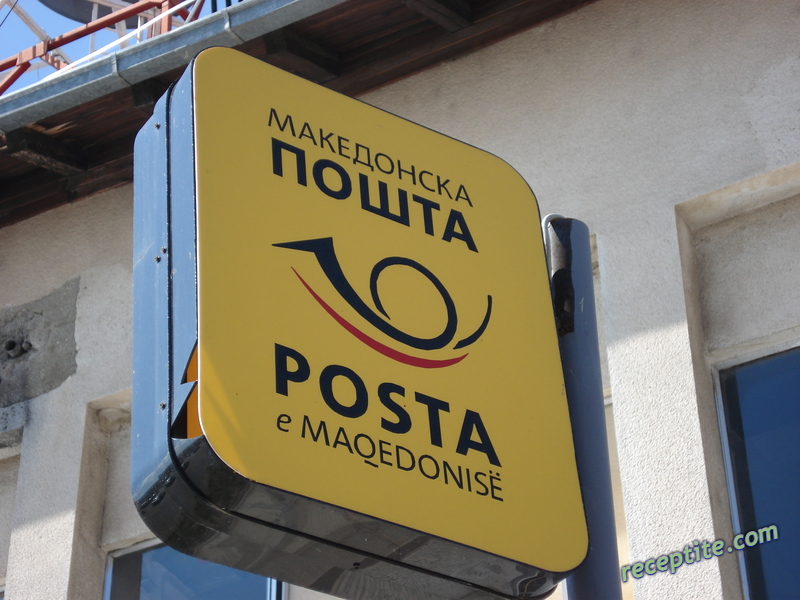 МАКЕДОНСКА
ПОШТА
POSTA
e MAQEDONISË
receptite.com